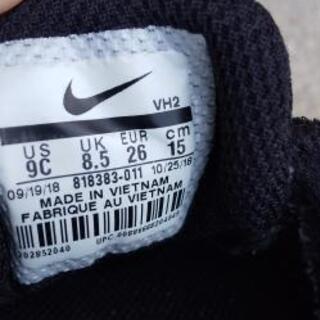 VH2
US UK EUR cm
9C 8.5 26 15
09/19/18 818383-011 10/25/18
MADE IN VIETNAM
FABRIQUE AU VIETNAM
UPC